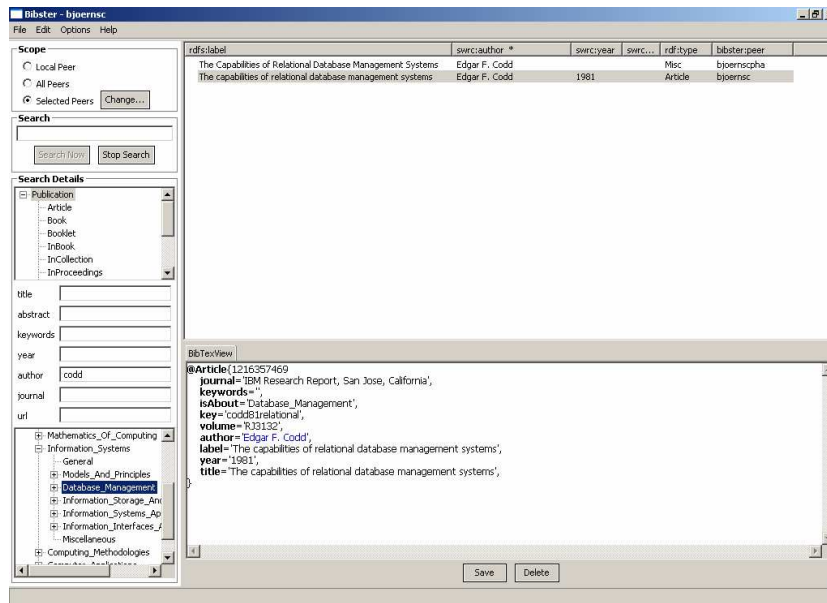 Bibster - bjoernsc
File Edit Options Help
Scope
Local Peer
All Peers
Selected Peers Change...
Search
Search Now Stop Search
Search Details
Publication
Article
Book
Booklet
InBook
InCollection
InProceedings
title
abstract
keywords
year
author codd
journal
url
Mathematics_Of_Computing
Information_Systems
General
Models_And_Principles
Database_Management
Information_Storage_And
Information_Systems_Ap
Information_Interfaces_A
Miscellaneous
Computing_Methodologies
Computer_Applications
rdfs:label swrc:author * swrc:year swrc... rdf:type bibster:peer
The Capabilities of Relational Database Management Systems Edgar F. Codd Misc bjoernscpha
The capabilities of relational database management systems Edgar F. Codd 1981 Article bjoernsc
BibTexView
@Article{1216357469
journal='IBM Research Report, San Jose, California',
keywords='',
isAbout='Database_Management',
key='codd81relational',
volume='RJ3132',
author='Edgar F. Codd',
label='The capabilities of relational database management systems',
year='1981',
title='The capabilities of relational database management systems',
}
Save Delete